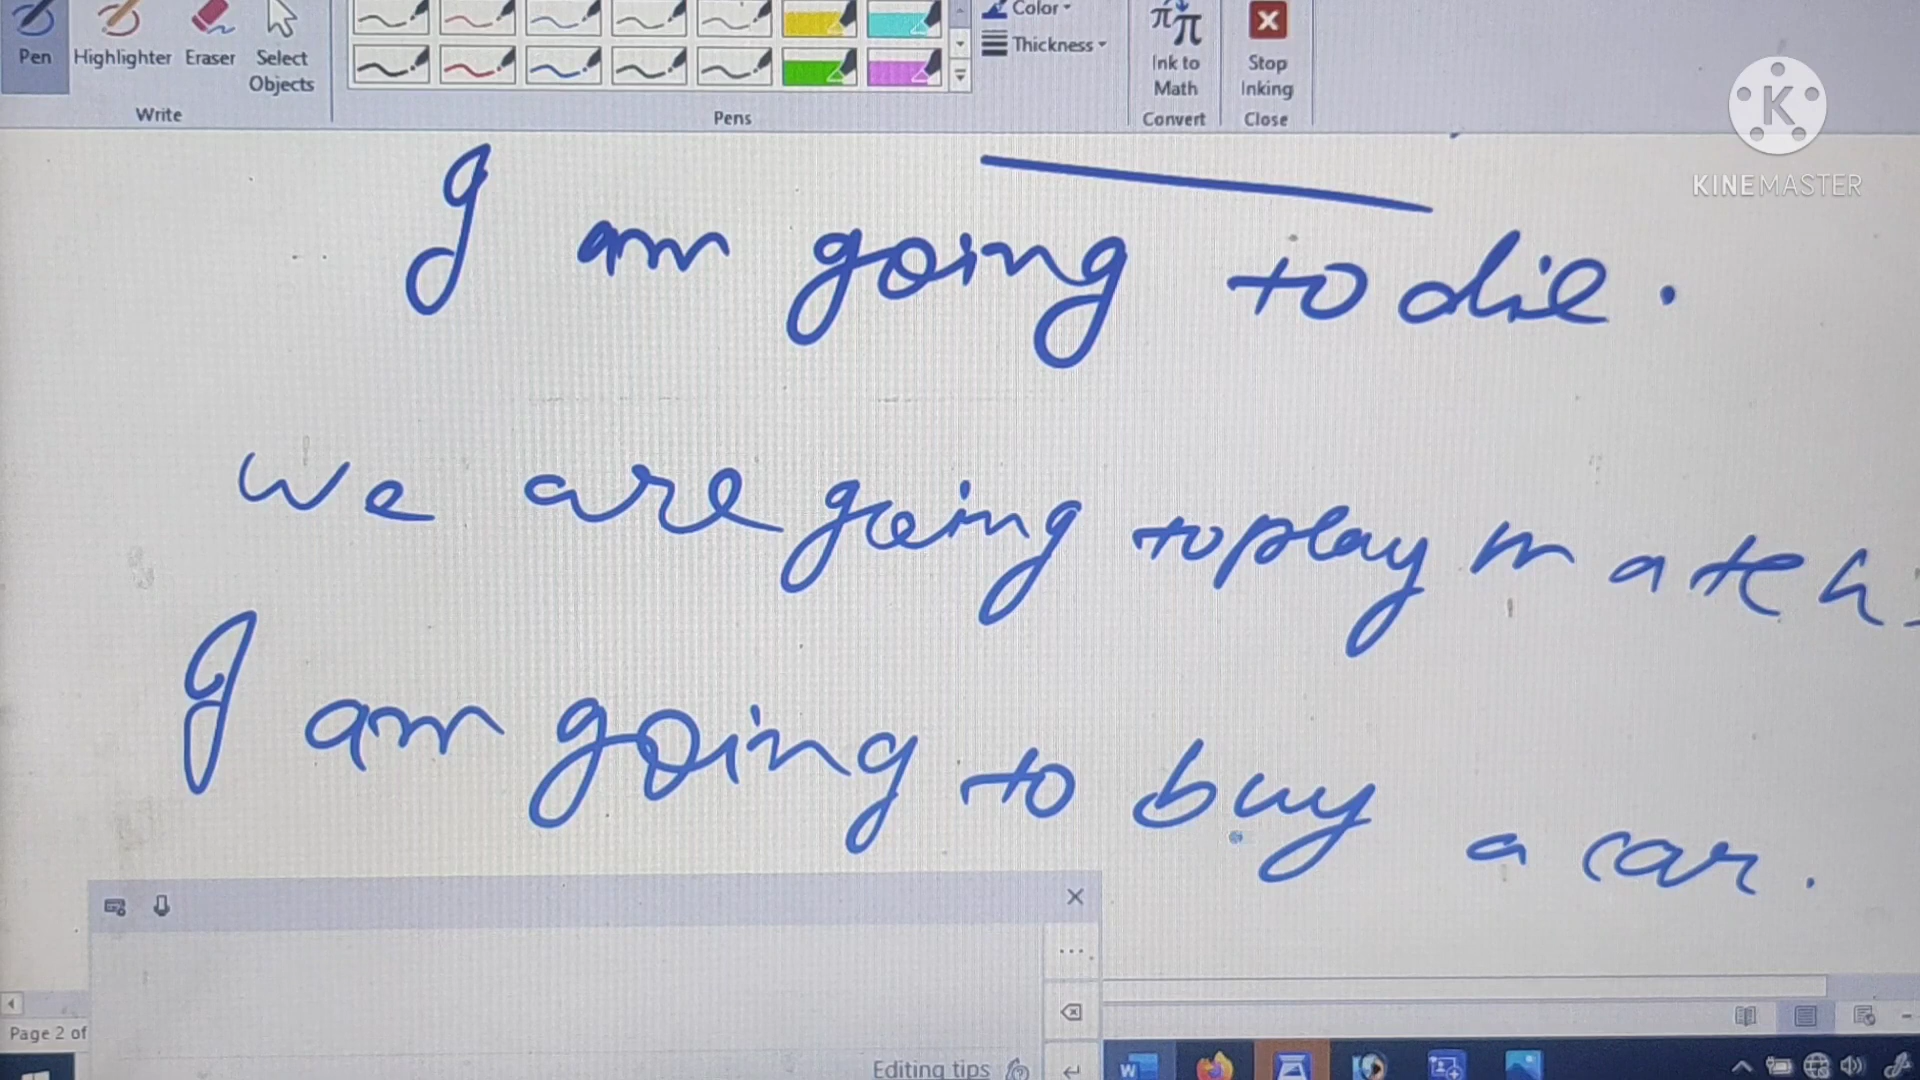 Color
Pen Highlighter Eraser Select Objects
Thickness
Ink to Math
Stop Inking
Write Pens Convert Close
K
KINEMASTER
I am going to die.
we are going to play match.
I am going to buy a car.
Page 2 of
Editing tips